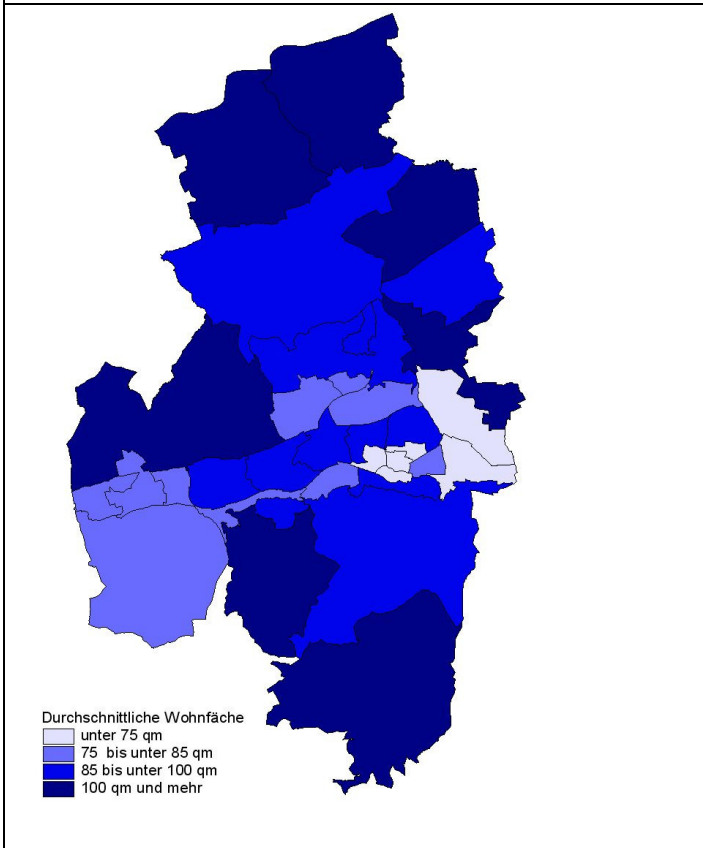 Durchschnittliche Wohnfäche
unter 75 qm
75 bis unter 85 qm
85 bis unter 100 qm
100 qm und mehr